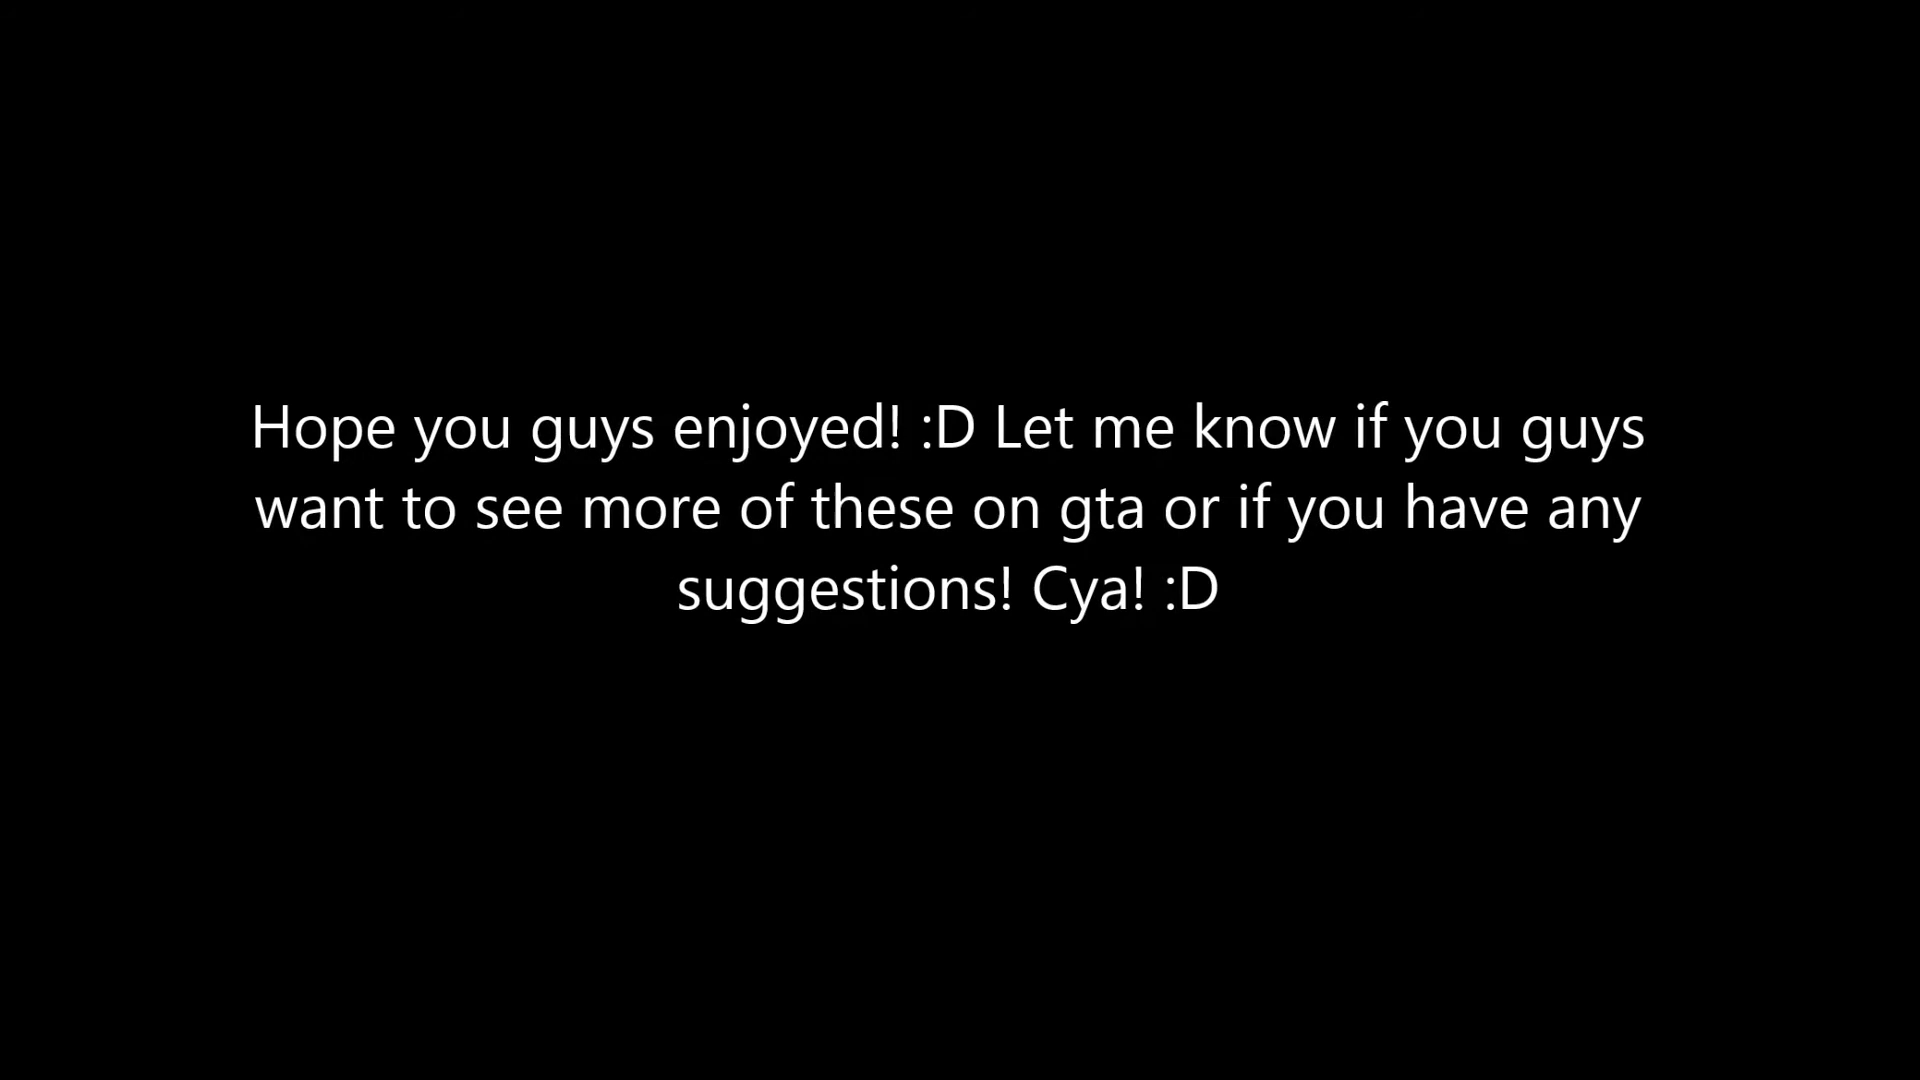 Hope you guys enjoyed! :D Let me know if you guys
want to see more of these on gta or if you have any
suggestions! Cya! :D